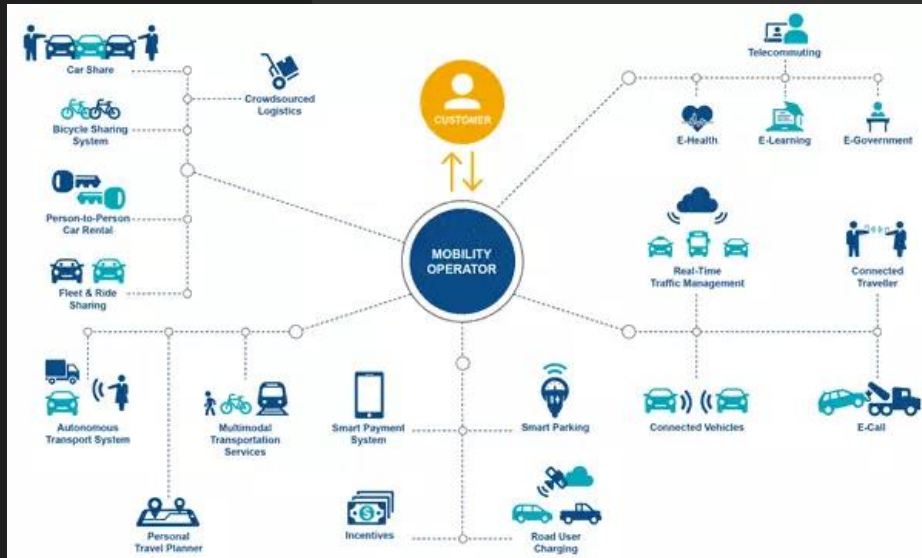 Car Share
Crowdsourced
Logistics
Bicycle Sharing
System
Person-to-Person
Car Rental
Fleet & Ride
Sharing
CUSTOMER
MOBILITY
OPERATOR
Telecommuting
E-Health
E-Learning
E-Government
Real-Time
Traffic Management
Connected
Traveller
Autonomous
Transport System
Multimodal
Transportation
Services
Smart Payment
System
Smart Parking
Connected Vehicles
E-Call
Personal
Travel Planner
Incentives
$
Road User
Charging